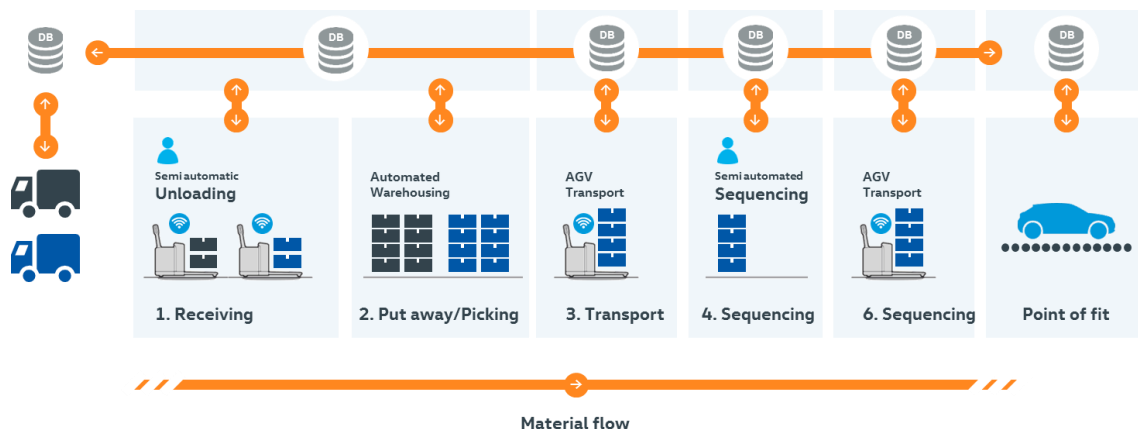 DB
DB
DB
DB
DB
DB
Semi automatic
Unloading
Automated
Warehousing
AGV
Transport
Semi automated
Sequencing
AGV
Transport
1. Receiving
2. Put away/Picking
3. Transport
4. Sequencing
6. Sequencing
Point of fit
Material flow